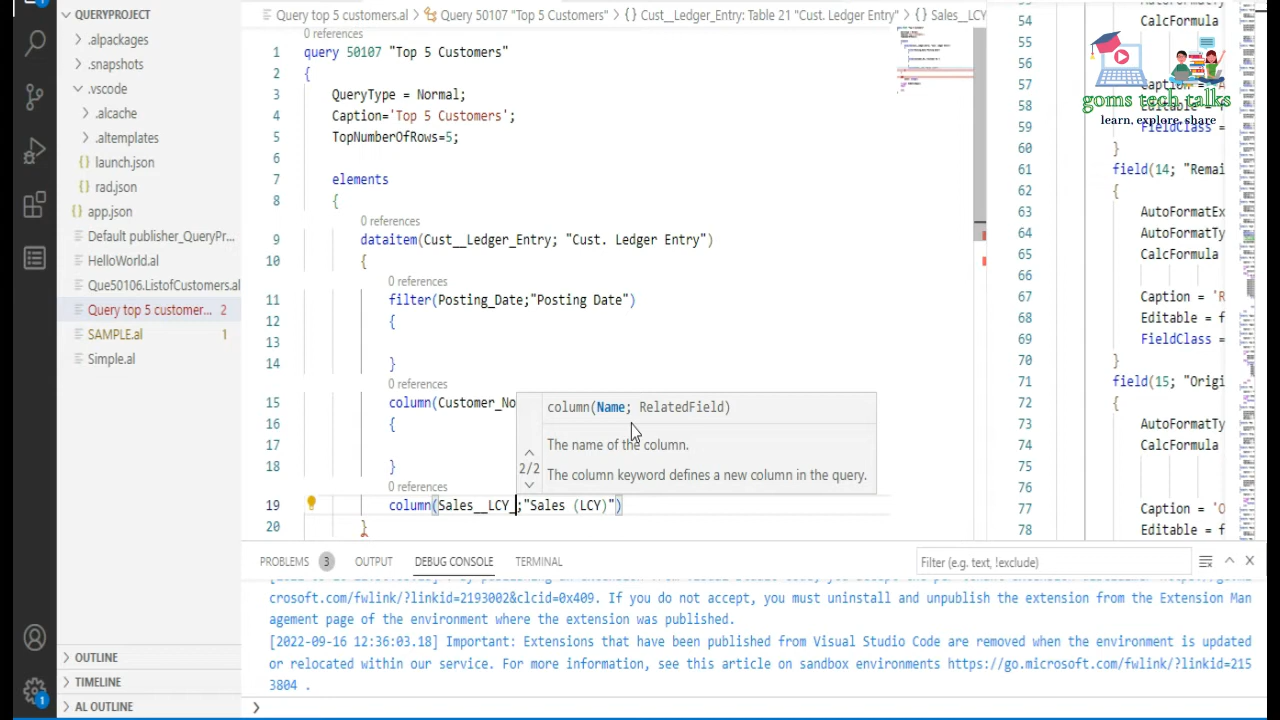 QUERYPROJECT
.alpackages
.snapshots
.vscode
.alcache
.altemplates
launch.json
rad.json
app.json
Default publisher_QueryPr...
HelloWorld.al
Que50106.ListofCustomers.al
Query top 5 customer... 2
SAMPLE.al 1
Simple.al
OUTLINE
TIMELINE
AL OUTLINE
1
Query top 5 customers.al > Query 50107 "Top 5 Customers" > {} Cust__Ledger_Entry: Table 21 "Cust. Ledger Entry" > {} Sales__LCY
0 references
1 query 50107 "Top 5 Customers"
2 {
3 QueryType = Normal;
4 Caption='Top 5 Customers';
5 TopNumberOfRows=5;
6
7 elements
8 {
0 references
9 dataitem(Cust__Ledger_Entry; "Cust. Ledger Entry")
10 {
0 references
11 filter(Posting_Date;"Posting Date")
12 {
13
14 }
0 references
15 column(Customer_No
16 {
17
18 }
0 references
19 column(Sales__LCY_;"Sales (LCY)")
20 }
column(Name; RelatedField)
The name of the column.
2/2 The column keyword defines a new column in the query.
54 CalcFormula
55
56
57 Caption = 'A
58 Editable = f
59 FieldClass =
60 }
61 field(14; "Remai
62 {
63 AutoFormatEx
64 AutoFormatTy
65 CalcFormula
66
67 Caption = 'R
68 Editable = f
69 FieldClass =
70 }
71 field(15; "Origi
72 {
73 AutoFormatEx
74 AutoFormatTy
75 CalcFormula
76
77 Caption = 'O
78 Editable = f
goms tech talks
learn, explore, share
PROBLEMS 3 OUTPUT DEBUG CONSOLE TERMINAL
Filter (e.g. text, !exclude)
crosoft.com/fwlink/?linkid=2193002&clcid=0x409. If you do not accept, you must uninstall and unpublish the extension from the Extension Man
agement page of the environment where the extension was published.
[2022-09-16 12:36:03.18] Important: Extensions that have been published from Visual Studio Code are removed when the environment is updated
or relocated within our service. For more information, see this article on sandbox environments https://go.microsoft.com/fwlink/?linkid=215
3804 .